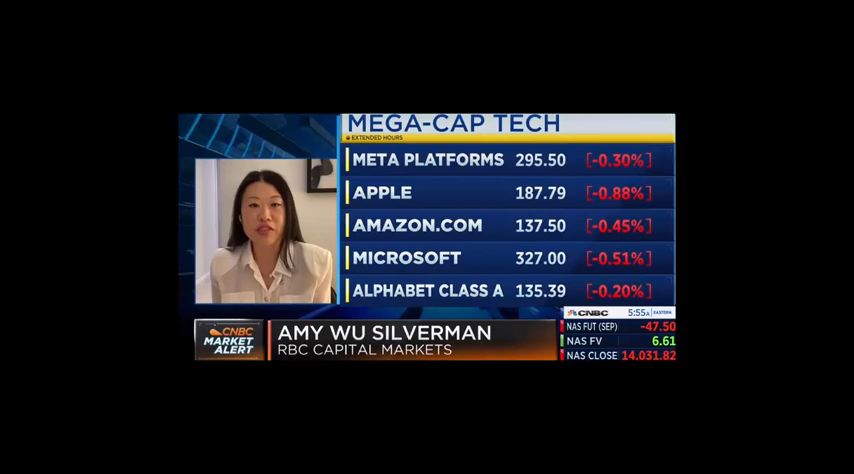 MEGA-CAP TECH
EXTENDED HOURS
META PLATFORMS 295.50 [-0.30%]
APPLE 187.79 [-0.88%]
AMAZON.COM 137.50 [-0.45%]
MICROSOFT 327.00 [-0.51%]
ALPHABET CLASS A 135.39 [-0.20%]
CNBC 5:55A EASTERN
CNBC
MARKET
ALERT
AMY WU SILVERMAN
RBC CAPITAL MARKETS
NAS FUT (SEP) -47.50
NAS FV 6.61
NAS CLOSE 14,031.82